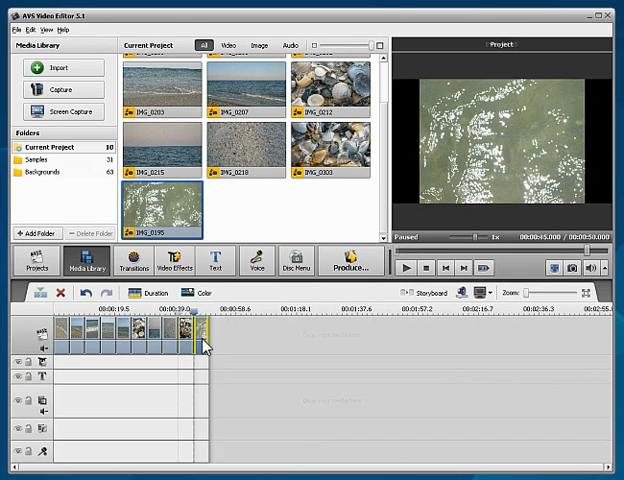 AVS Video Editor 5.1
File Edit View Help
Media Library
Current Project
All
Video
Image
Audio
Project
Import
Capture
Screen Capture
IMG_0203
IMG_0207
IMG_0212
Folders
Current Project 10
Samples 31
Backgrounds 63
IMG_0215
IMG_0218
IMG_0303
IMG_0195
+ Add Folder
Delete Folder
Paused
1x
00:00:45.000 / 00:00:50.000
Projects
Media Library
Transitions
Video Effects
Text
Voice
Disc Menu
Produce...
Duration
Color
Storyboard
Zoom:
00:00:19.5
00:00:39.0
00:00:58.6
00:01:18.1
00:01:37.6
00:01:57.2
00:02:16.7
00:02:36.3
00:02:55.